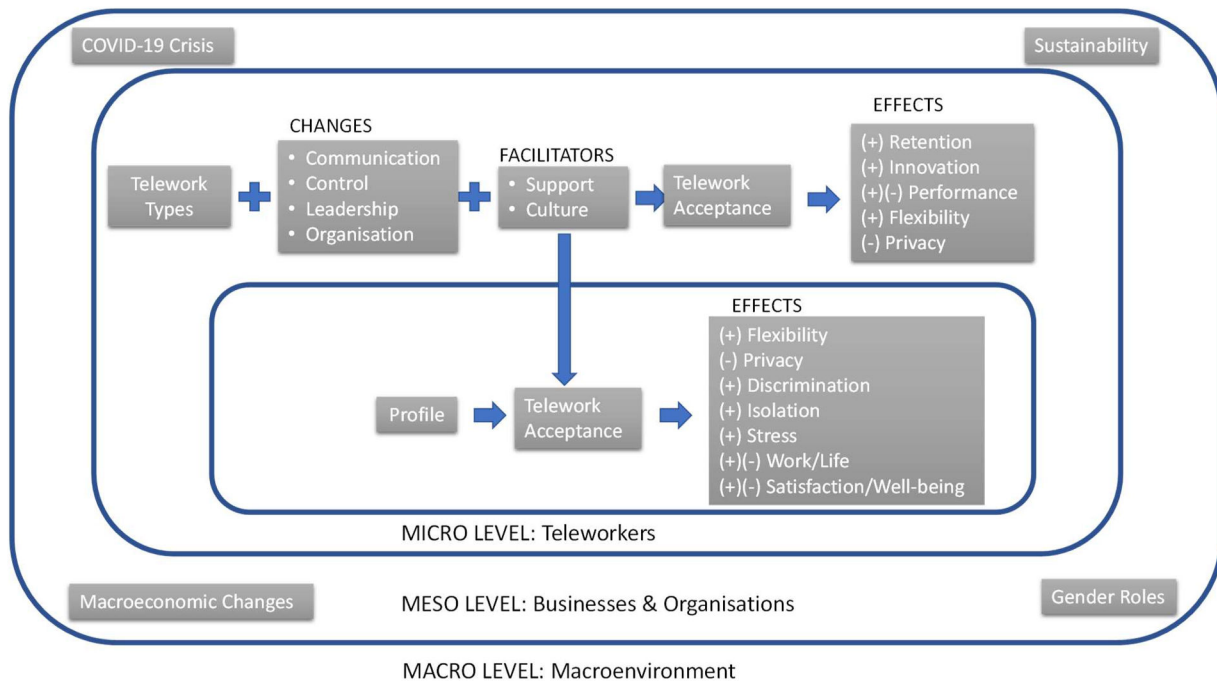 COVID-19 Crisis
Sustainability
CHANGES
EFFECTS
FACILITATORS
Telework
Types
• Communication
• Control
• Leadership
• Organisation
• Support
• Culture
Telework
Acceptance
(+) Retention
(+) Innovation
(+)(-) Performance
(+) Flexibility
(-) Privacy
EFFECTS
Profile
Telework
Acceptance
(+) Flexibility
(-) Privacy
(+) Discrimination
(+) Isolation
(+) Stress
(+)(-) Work/Life
(+)(-) Satisfaction/Well-being
MICRO LEVEL: Teleworkers
Macroeconomic Changes
MESO LEVEL: Businesses & Organisations
Gender Roles
MACRO LEVEL: Macroenvironment